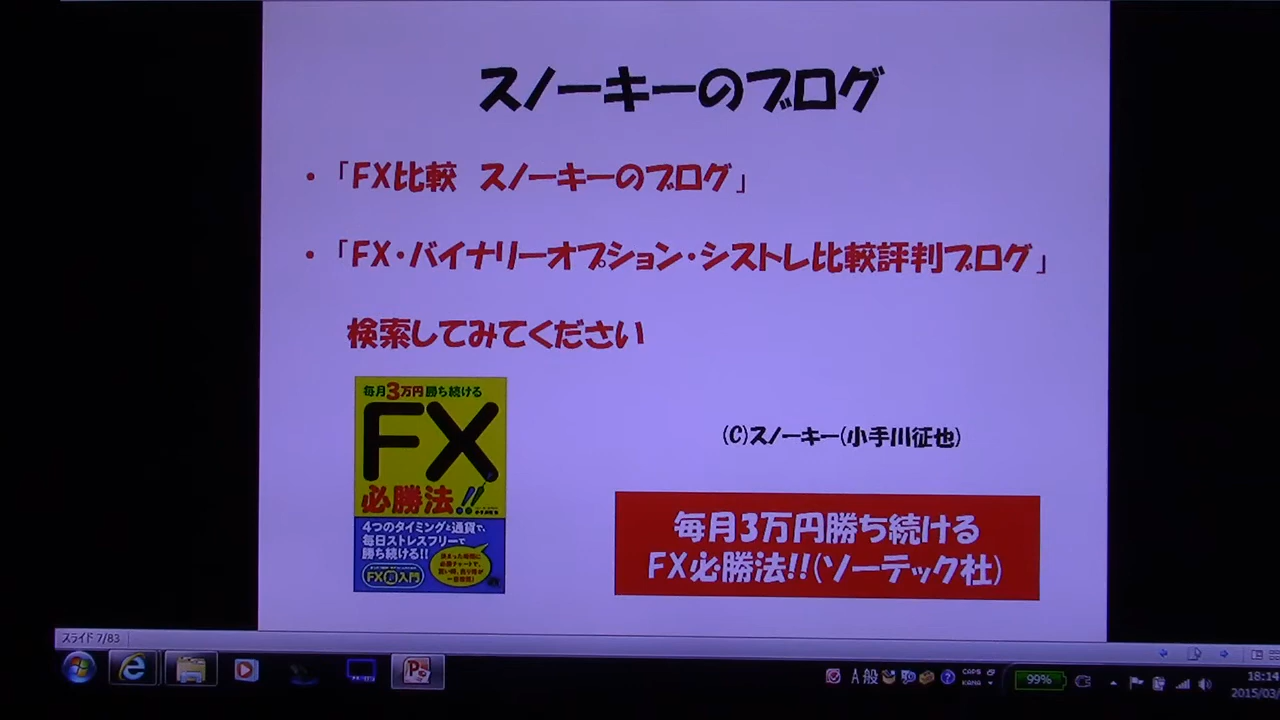 スノーキーのブログ
・「FX比較 スノーキーのブログ」
・「FX・バイナリーオプション・シストレ比較評判ブログ」
検索してみてください
毎月3万円勝ち続ける
FX
必勝法!!
4つのタイミングと通貨で、
毎日ストレスフリーで
勝ち続ける!!
FX超入門
(C)スノーキー(小手川征也)
毎月3万円勝ち続ける
FX必勝法!!(ソーテック社)
スライド 7/83
A 般
CAPS
KANA
99%
18:14
2015/03/